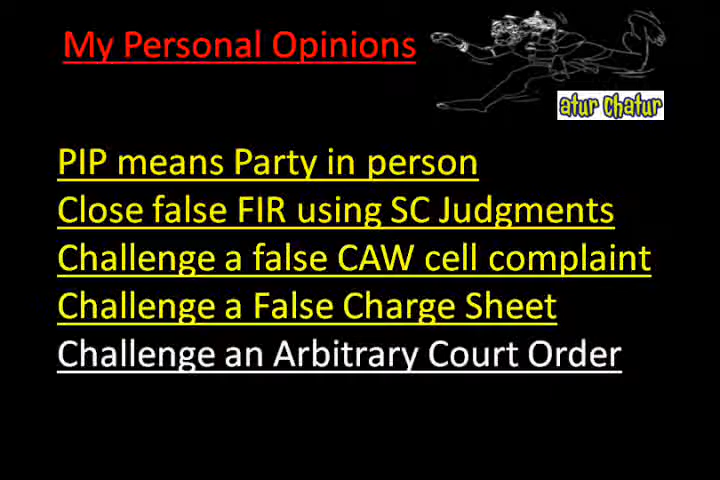 My Personal Opinions
atur chatur
PIP means Party in person
Close false FIR using SC Judgments
Challenge a false CAW cell complaint
Challenge a False Charge Sheet
Challenge an Arbitrary Court Order